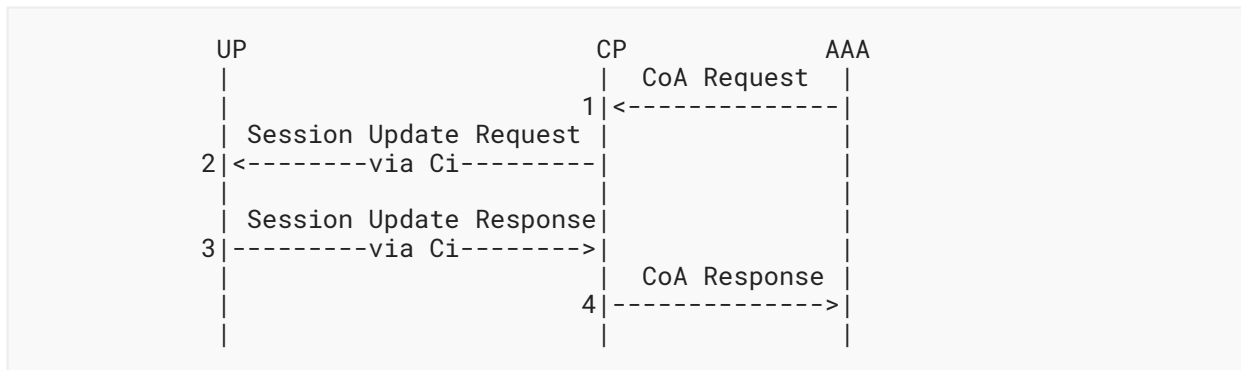 UP                        CP              AAA
|                         |  CoA Request  |
|                        1|<--------------|
| Session Update Request  |               |
2|<--------via Ci---------|               |
|                         |               |
| Session Update Response|               |
3|---------via Ci-------->|               |
|                         |  CoA Response |
|                        4|-------------->|
|                         |               |